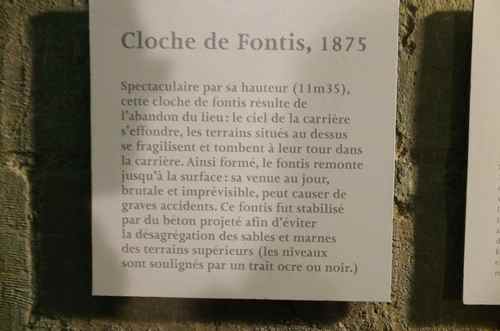 Cloche de Fontis, 1875
Spectaculaire par sa hauteur (11m35),
cette cloche de fontis résulte de
l'abandon du lieu : le ciel de la carrière
s'effondre, les terrains situés au dessus
se fragilisent et tombent à leur tour dans
la carrière. Ainsi formé, le fontis remonte
jusqu'à la surface : sa venue au jour,
brutale et imprévisible, peut causer de
graves accidents. Ce fontis fut stabilisé
par du béton projeté afin d'éviter
la désagrégation des sables et marnes
des terrains supérieurs (les niveaux
sont soulignés par un trait ocre ou noir.)